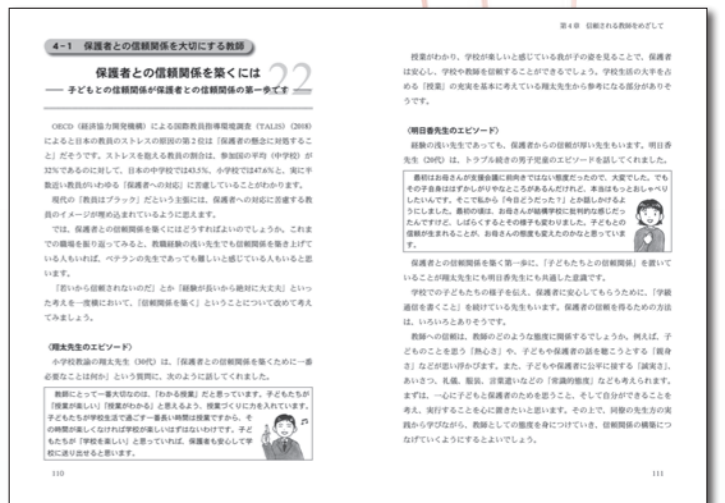 4-1 保護者との信頼関係を大切にする教師
保護者との信頼関係を築くには
22
―― 子どもとの信頼関係が保護者との信頼関係の第一歩です ――
OECD(経済協力開発機構)による国際教員指導環境調査(TALIS)(2018)
によると日本の教員のストレスの原因の第2位は「保護者の懸念に対処するこ
と」だそうです。ストレスを抱える教員の割合は、参加国の平均(中学校)が
32%であるのに対して、日本の中学校では43.5%、小学校では47.6%と、実に半
数近い教員がいわゆる「保護者への対応」に苦慮していることがわかります。
現代の「教員はブラック」という主張には、保護者への対応に苦慮する教
員のイメージが埋め込まれているように思えます。
では、保護者との信頼関係を築くにはどうすればよいのでしょうか。これま
での職場を振り返ってみると、教職経験の浅い先生でも信頼関係を築き上げて
いる人もいれば、ベテランの先生であっても難しいと感じている人もいると思
います。
「若いから信頼されないのだ」とか「経験が長いから絶対に大丈夫」といっ
た考えを一度横において、「信頼関係を築く」ということについて改めて考え
てみましょう。
〈翔太先生のエピソード〉
小学校教諭の翔太先生(30代)は、「保護者との信頼関係を築くために一番
必要なことは何か」という質問に、次のように話してくれました。
教師にとって一番大切なのは、「わかる授業」だと思っています。子どもたちが
「授業が楽しい」「授業がわかる」と思えるよう、授業づくりに力を入れています。
子どもたちが学校生活で過ごす一番長い時間は授業ですから、そ
の時間が楽しくなければ学校が楽しいはずはないわけです。子ど
もたちが「学校を楽しい」と思っていれば、保護者も安心して学
校に送り出せると思います。
110
第4章 信頼される教師をめざして
授業がわかり、学校が楽しいと感じている我が子の姿を見ることで、保護者
は安心し、学校や教師を信頼することができるでしょう。学校生活の大半を占
める「授業」の充実を基本に考えている翔太先生から参考になる部分がありそ
うです。
〈明日香先生のエピソード〉
経験の浅い先生であっても、保護者からの信頼が厚い先生もいます。明日香
先生(20代)は、トラブル続きの男子児童のエピソードを話してくれました。
最初はお母さんが支援会議に前向きではない態度だったので、大変でした。でも
その子自身ははずかしがりやなところがあるんだけれど、本当はもっとおしゃべり
したいんです。そこで私から「今日どうだった?」とか話しかけるよ
うにしました。最初の頃は、お母さんが結構学校に批判的な感じだっ
たんですけど、しばらくするとその様子も変わりました。子どもとの
信頼が生まれることが、お母さんの態度も変えたのかなと思っていま
す。
保護者との信頼関係を築く第一歩に、「子どもたちとの信頼関係」を置いて
いることが翔太先生にも明日香先生にも共通した意識です。
学校での子どもたちの様子を伝え、保護者に安心してもらうために、「学級
通信を書くこと」を続けている先生もいます。保護者の信頼を得るための方法
は、いろいろとありそうです。
教師への信頼は、教師のどのような態度に関係するでしょうか。例えば、子
どものことを思う「熱心さ」や、子どもや保護者の話を聴こうとする「親身
さ」などが思い浮かびます。また、子どもや保護者に公平に接する「誠実さ」、
あいさつ、礼儀、服装、言葉遣いなどの「常識的態度」なども考えられます。
まずは、一心に子どもと保護者のためを思うこと、そして自分ができることを
考え、実行することを心に置きたいと思います。その上で、同僚の先生方の実
践から学びながら、教師としての態度を身につけていき、信頼関係の構築につ
なげていくようにするとよいでしょう。
111